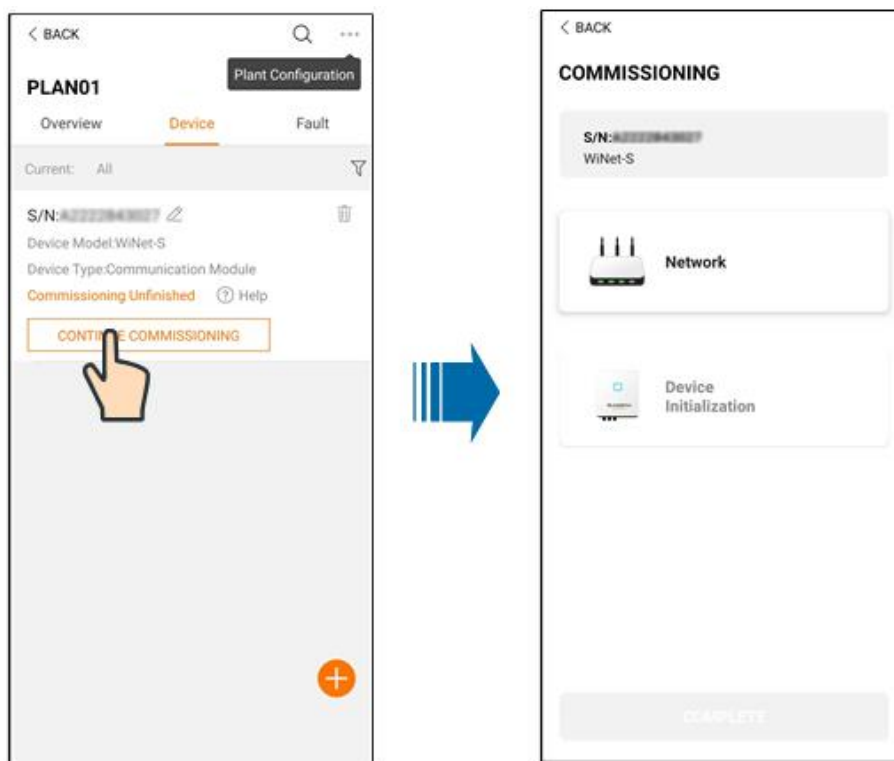 < BACK
Plant Configuration
PLAN01
Overview Device Fault
Current: All
S/N:
Device Model:WiNet-S
Device Type:Communication Module
Commissioning Unfinished ? Help
COMMISSIONING
< BACK
COMMISSIONING
S/N:
WiNet-S
Network
Device
Initialization
COMPLETE